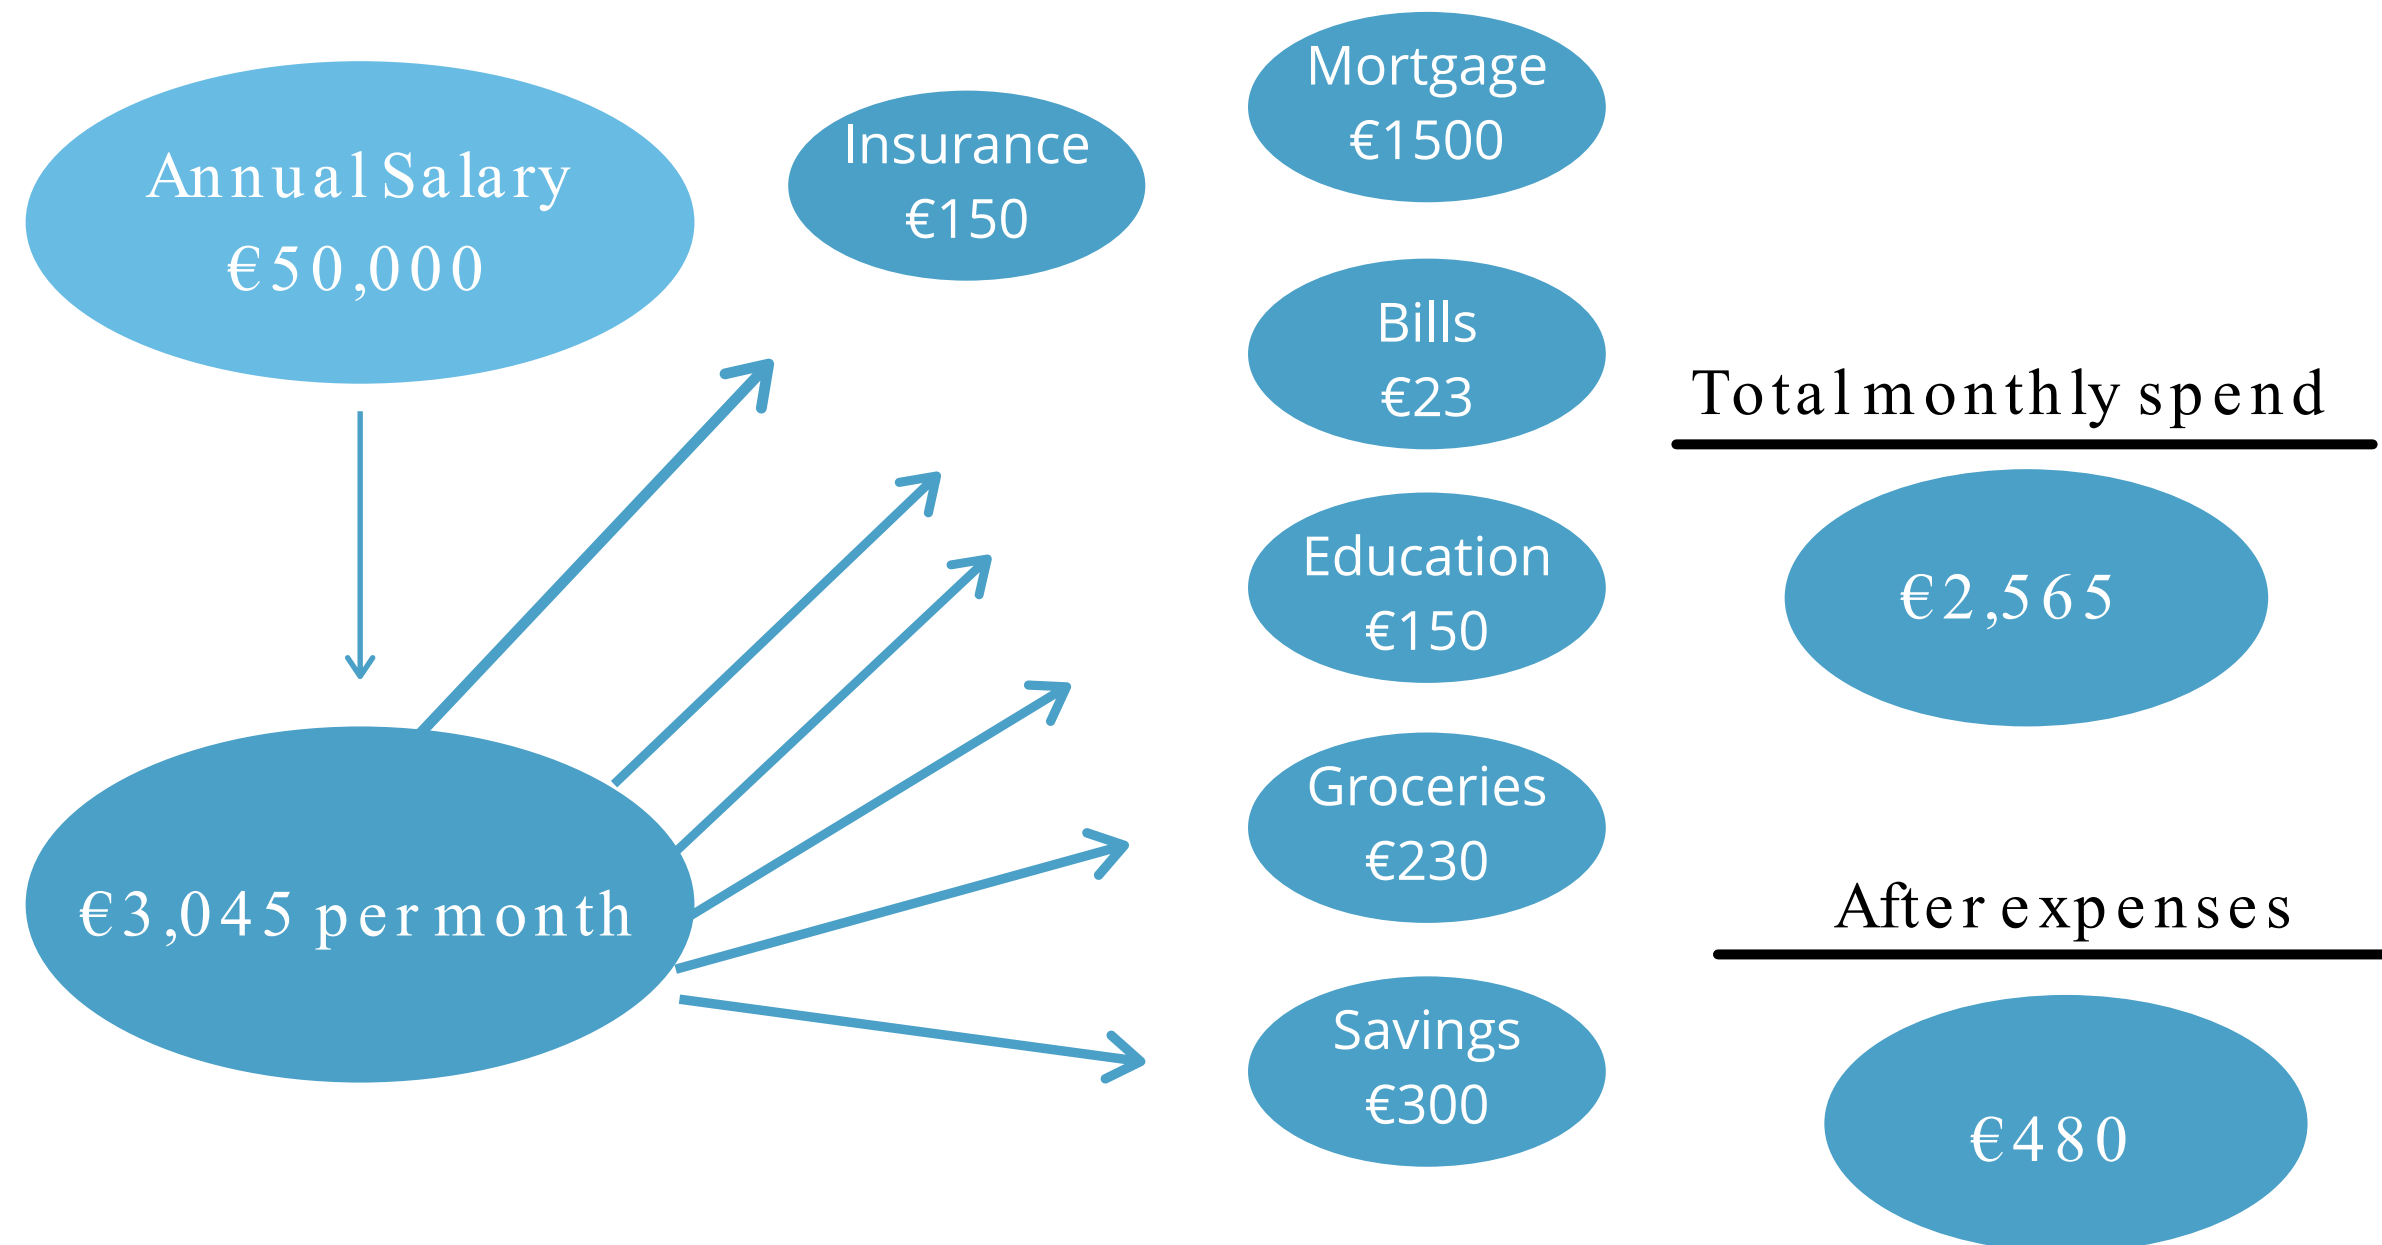 Annual Salary
€50,000
€3,045 per month
Insurance
€150
Mortgage
€1500
Bills
€23
Education
€150
Groceries
€230
Savings
€300
Total monthly spend
€2,565
After expenses
€480